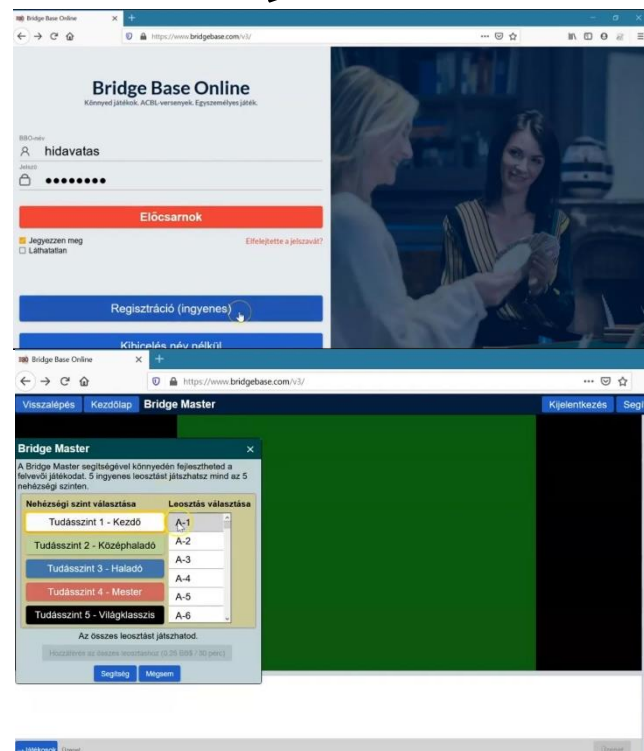 Bridge Base Online
https://www.bridgebase.com/v3/
Bridge Base Online
Könnyed játékok. ACBL-versenyek. Egyszemélyes játék.
BBO-név
hidavatas
Jelszó
Előcsarnok
Jegyezzen meg
Elfelejtette a jelszavát?
Láthatatlan
Regisztráció (ingyenes)
Kibicelés név nélkül
Bridge Base Online
https://www.bridgebase.com/v3/
Visszalépés Kezdőlap Bridge Master Kijelentkezés
Bridge Master
A Bridge Master segítségével könnyedén fejlesztheted a
felvevői játékodat. 5 ingyenes leosztást játszhatsz mind az 5
nehézségi szinten.
Nehézségi szint választása Leosztás választása
Tudásszint 1 - Kezdő A-1
Tudásszint 2 - Középhaladó A-2
A-3
Tudásszint 3 - Haladó
A-4
Tudásszint 4 - Mester A-5
Tudásszint 5 - Világklasszis A-6
Az összes leosztást játszhatod.
Segítség Mégsem